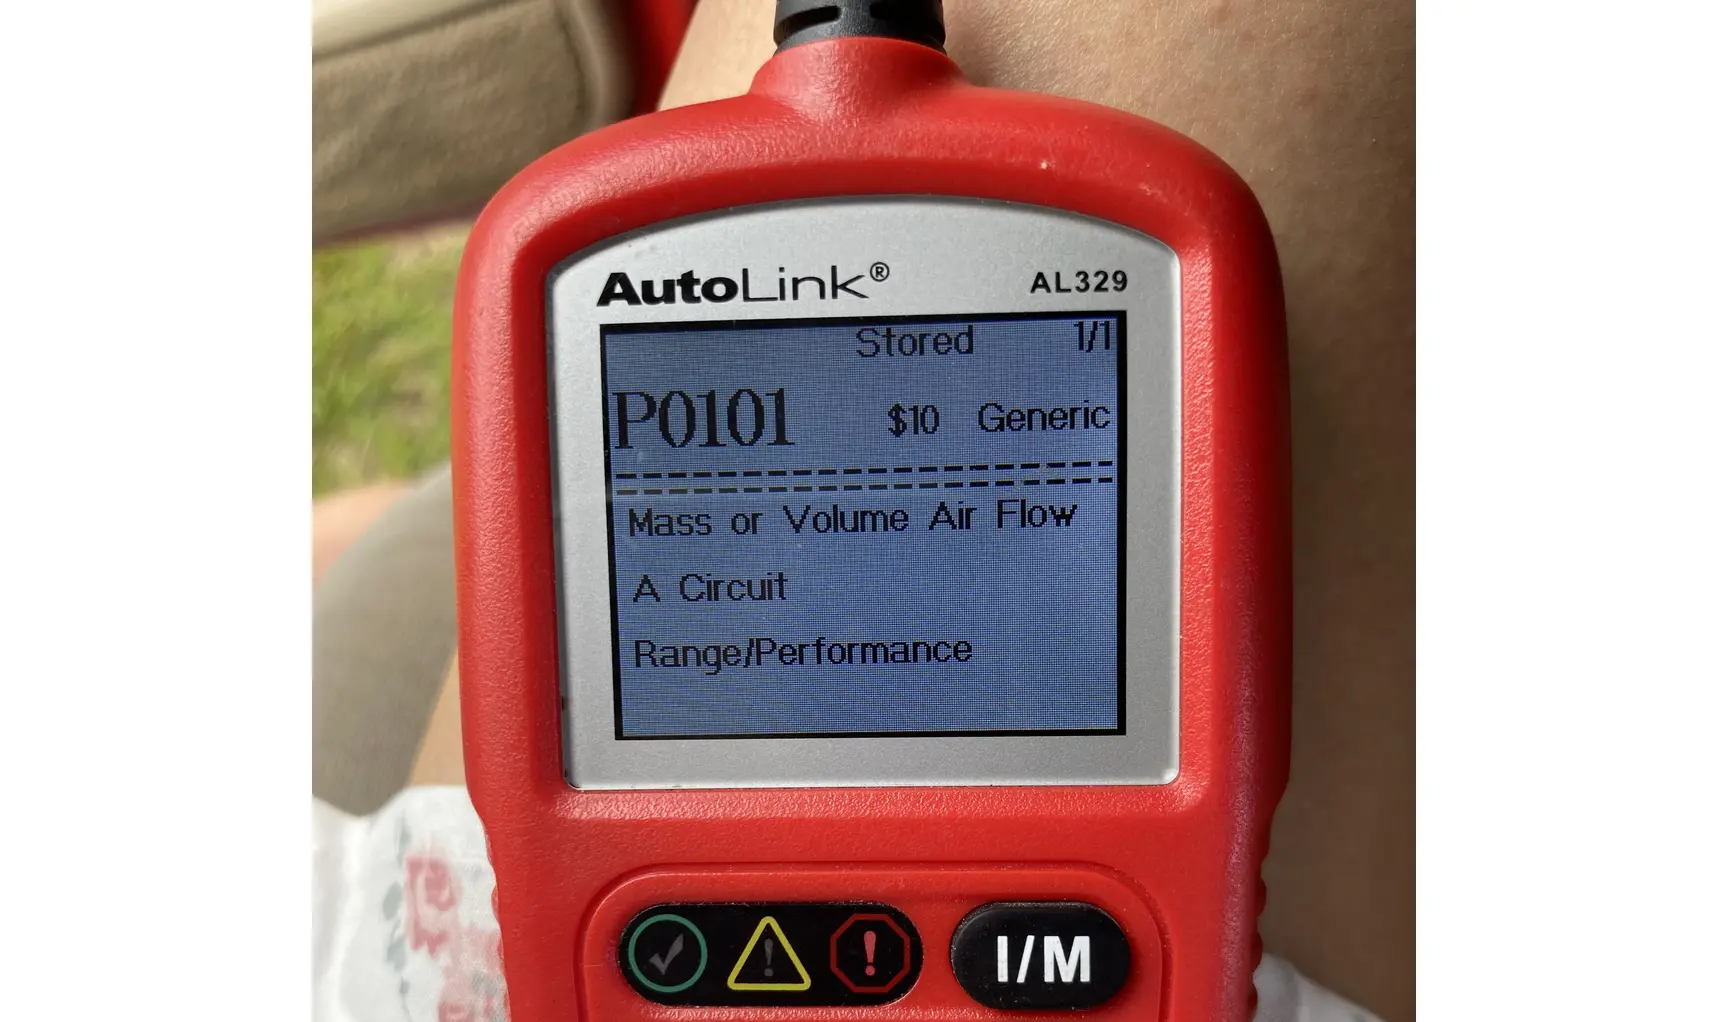 AutoLink® AL329
Stored 1/1
P0101 $10 Generic
Mass or Volume Air Flow
A Circuit
Range/Performance
I/M